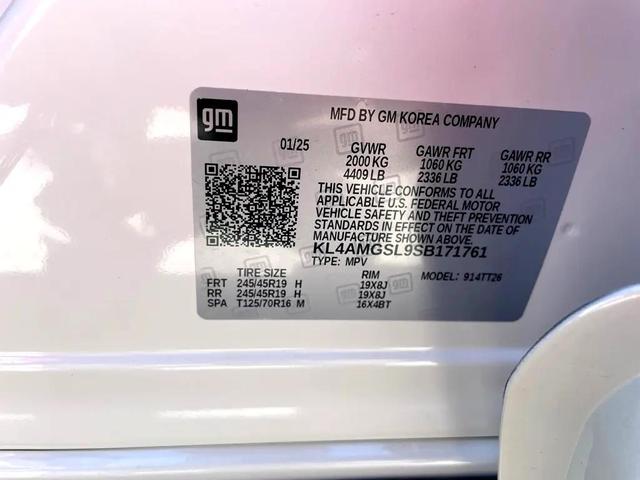 gm
MFD BY GM KOREA COMPANY
01/25 GVWR GAWR FRT GAWR RR
2000 KG 1060 KG 1060 KG
4409 LB 2336 LB 2336 LB
THIS VEHICLE CONFORMS TO ALL
APPLICABLE U.S. FEDERAL MOTOR
VEHICLE SAFETY AND THEFT PREVENTION
STANDARDS IN EFFECT ON THE DATE OF
MANUFACTURE SHOWN ABOVE.
KL4AMGSL9SB171761
TYPE: MPV MODEL: 914TT26
TIRE SIZE RIM
FRT 245/45R19 H 19X8J
RR 245/45R19 H 19X8J
SPA T125/70R16 M 16X4BT